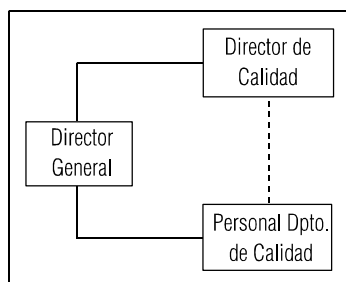 Director de
Calidad
Director
General
Personal Dpto.
de Calidad